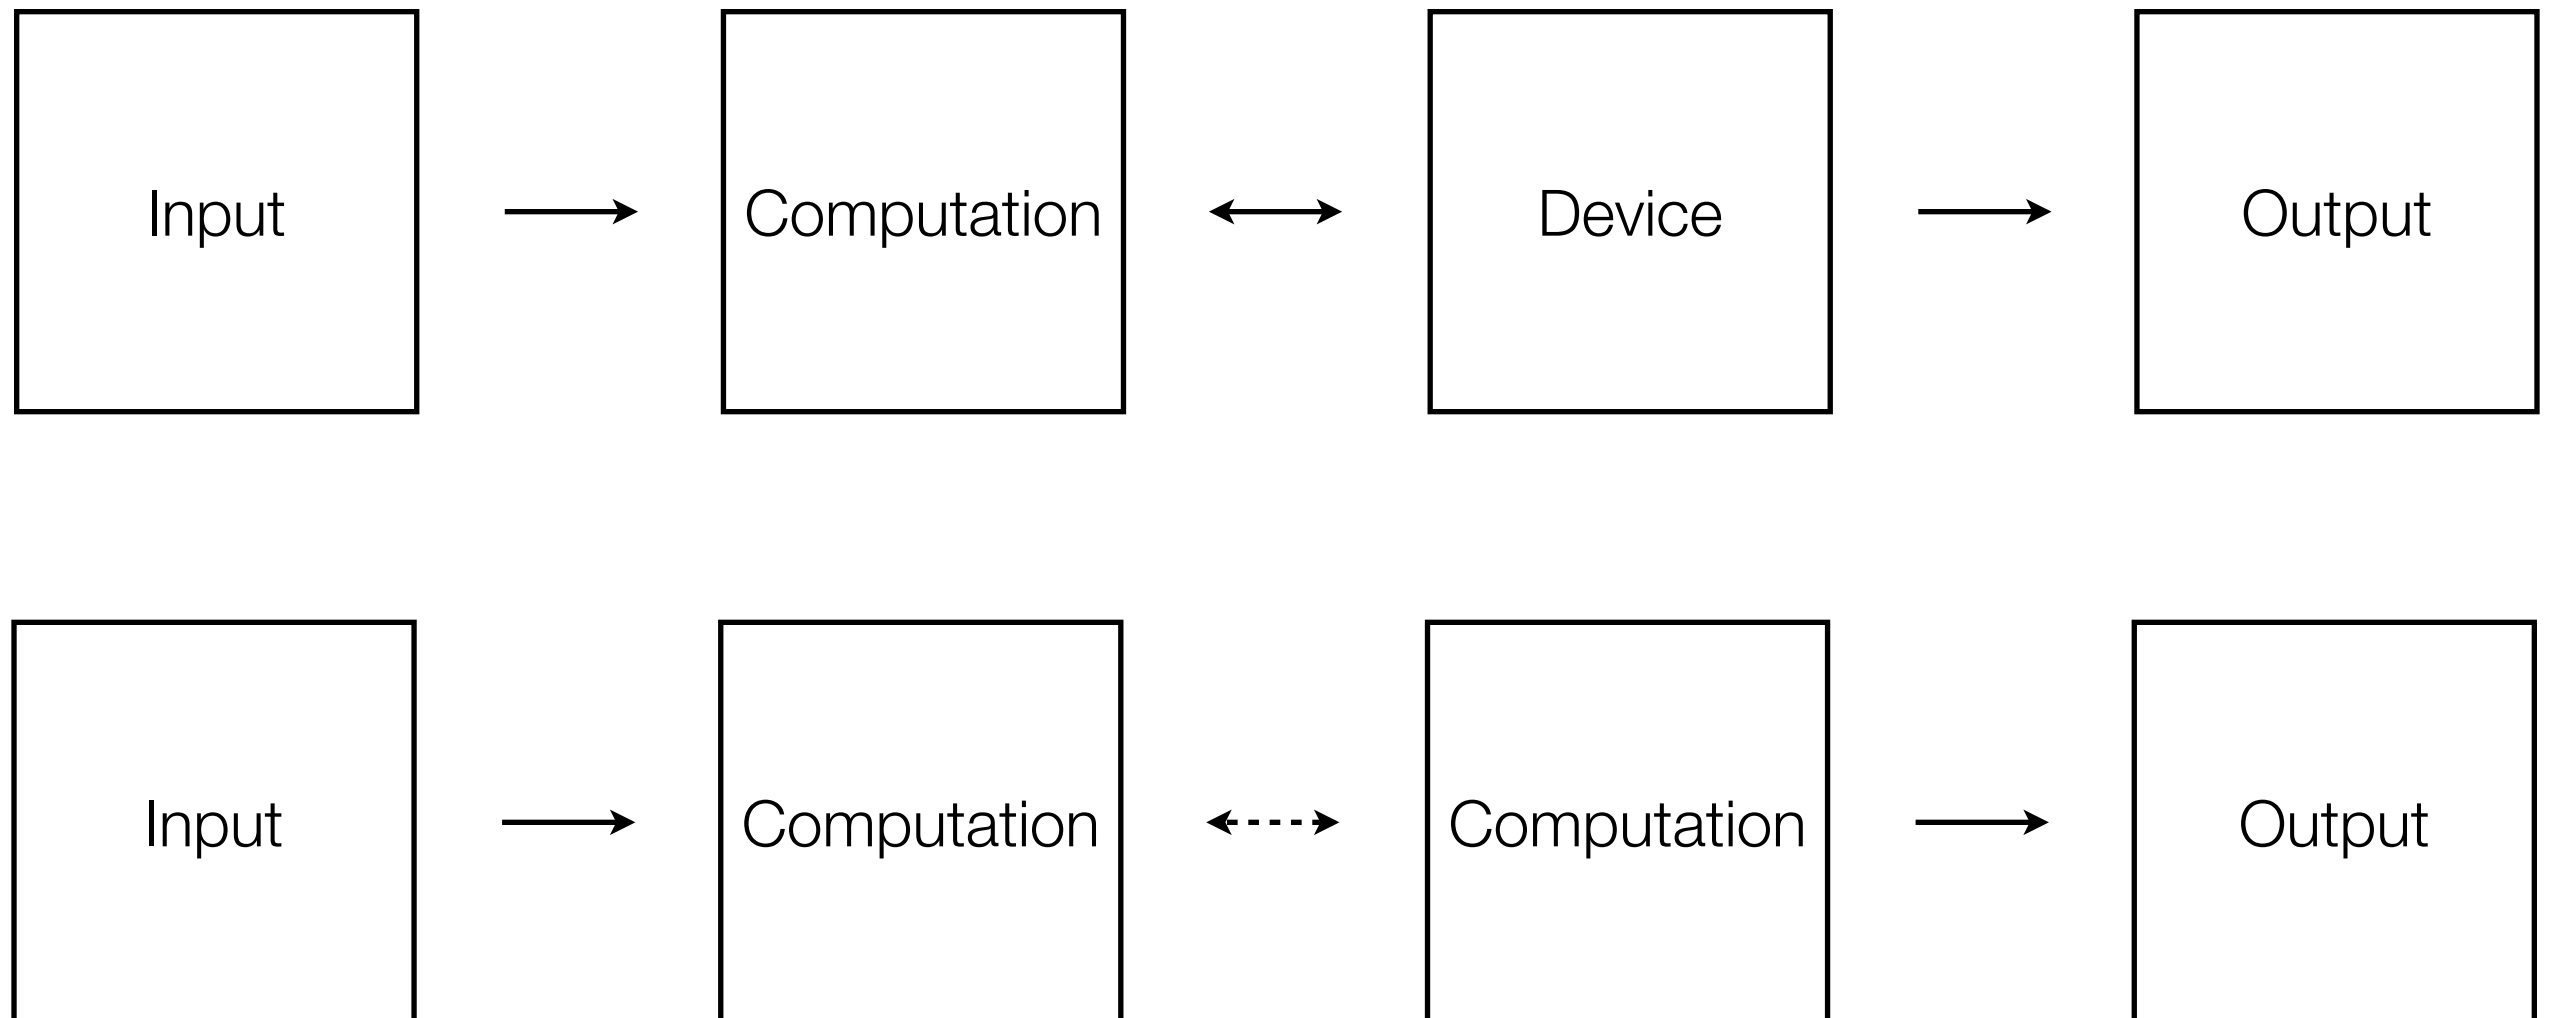 Input
Computation
Device
Output
Input
Computation
Computation
Output